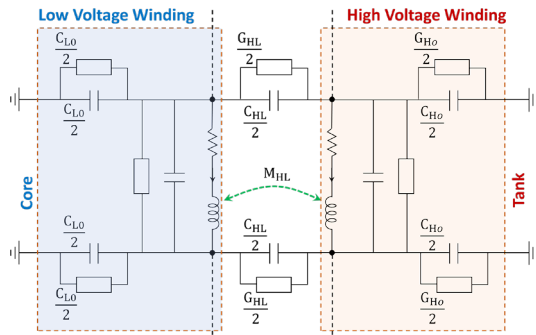 Low Voltage Winding
High Voltage Winding
C_L0/2
G_HL/2
G_Ho/2
C_L0/2
C_HL/2
C_Ho/2
M_HL
Core
Tank
C_L0/2
C_HL/2
C_Ho/2
C_L0/2
G_HL/2
G_Ho/2